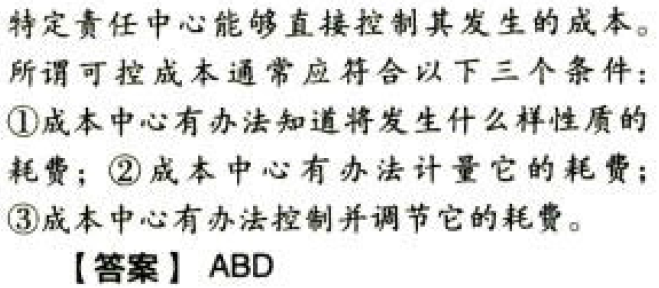 特定责任中心能够直接控制其发生的成本。
所谓可控成本通常应符合以下三个条件：
①成本中心有办法知道将发生什么样性质的
耗费；②成本中心有办法计量它的耗费；
③成本中心有办法控制并调节它的耗费。
【答案】 ABD